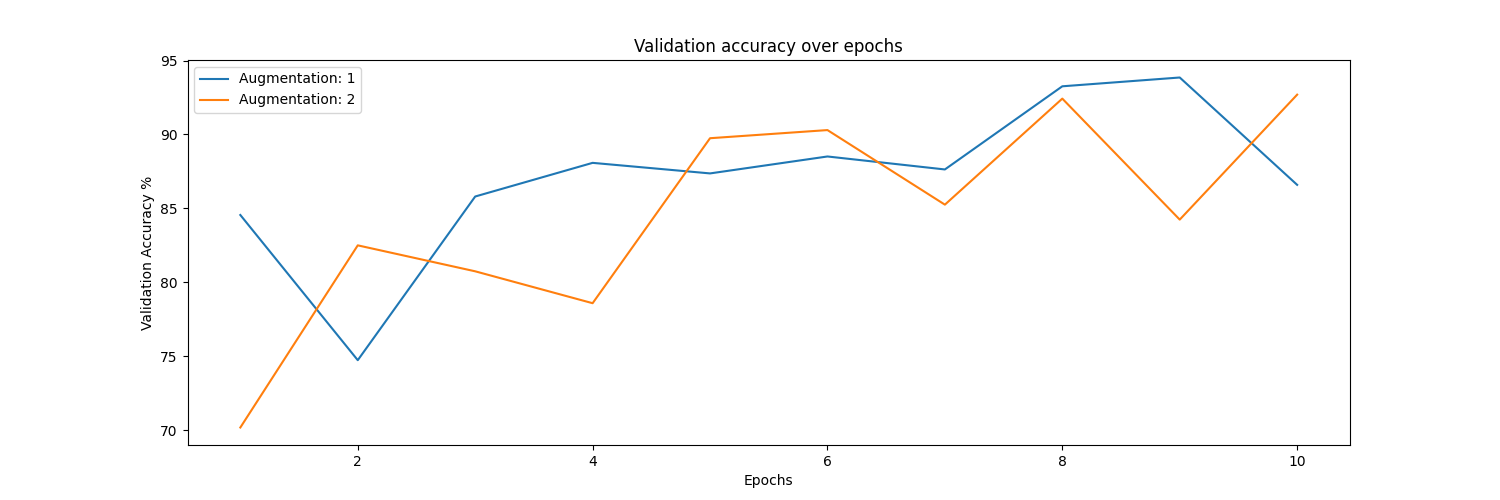 Validation accuracy over epochs
Augmentation: 1
Augmentation: 2
Validation Accuracy %
95
90
85
80
75
70
2 4 6 8 10
Epochs